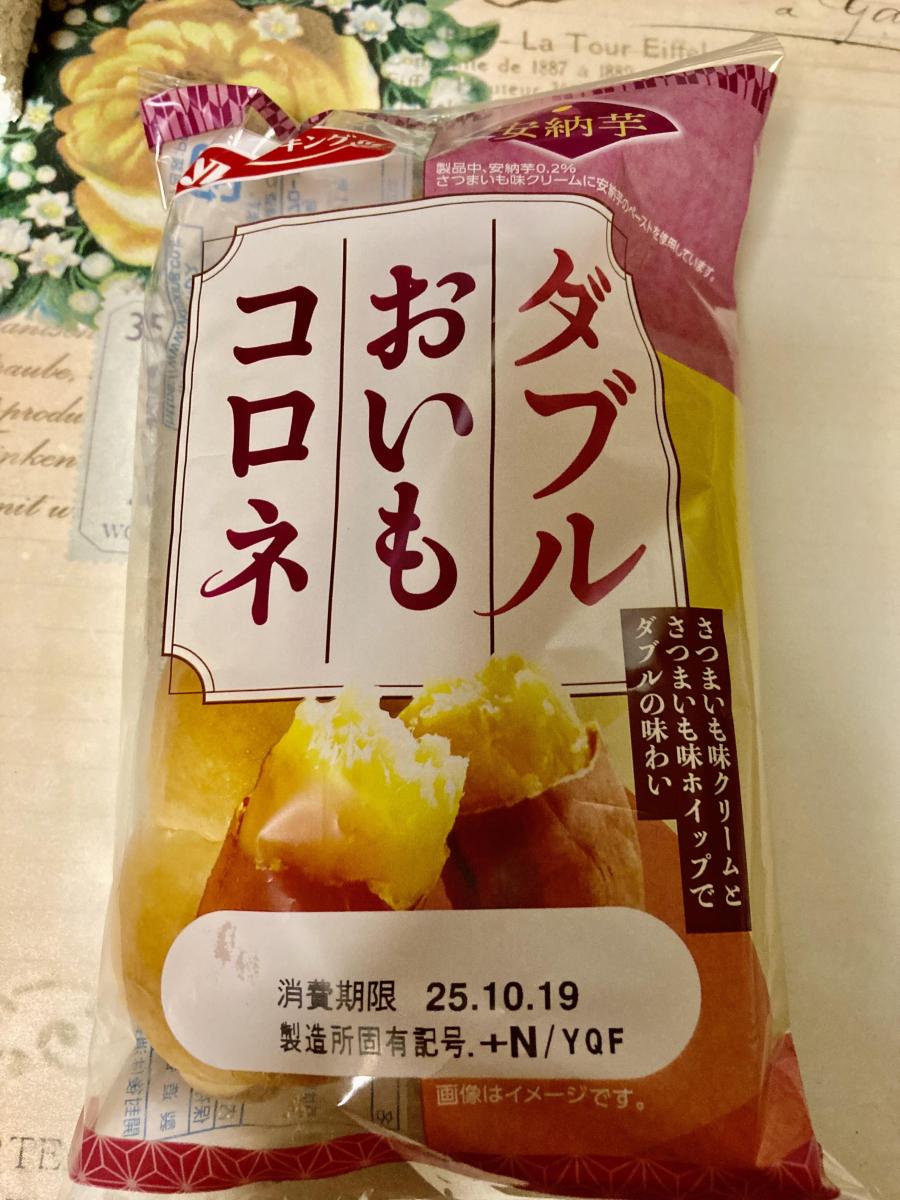 La Tour Eiffel
de 1887 à
安納芋
製品中、安納芋0.2%
さつまいも味クリームに安納芋のペーストを使用しています。
ダブル
おいも
コロネ
さつまいも味クリームと
さつまいも味ホイップで
ダブルの味わい
消費期限 25.10.19
製造所固有記号.+N/YQF
画像はイメージです。